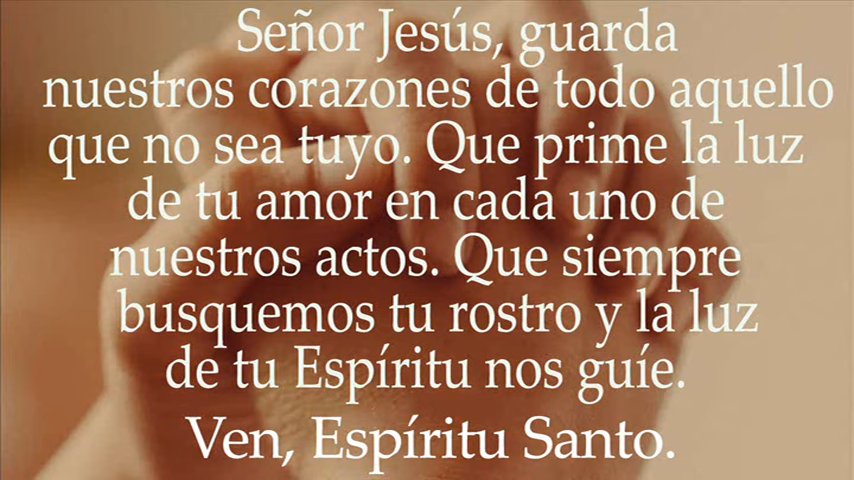 Señor Jesús, guarda
nuestros corazones de todo aquello
que no sea tuyo. Que prime la luz
de tu amor en cada uno de
nuestros actos. Que siempre
busquemos tu rostro y la luz
de tu Espíritu nos guíe.
Ven, Espíritu Santo.